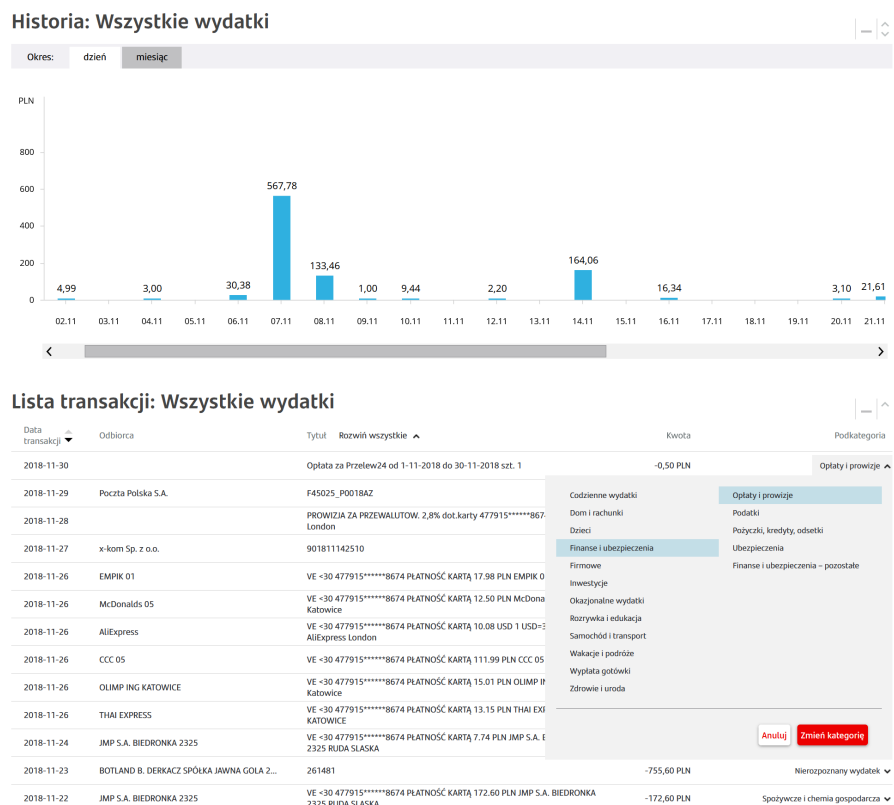 Historia: Wszystkie wydatki
Okres: dzień miesiąc
PLN
800
600
400
200
0
4,99 3,00 30,38 567,78 133,46 1,00 9,44 2,20 164,06 16,34 3,10 21,61
02.11 03.11 04.11 05.11 06.11 07.11 08.11 09.11 10.11 11.11 12.11 13.11 14.11 15.11 16.11 17.11 18.11 19.11 20.11 21.11
Lista transakcji: Wszystkie wydatki
Data
transakcji Odbiorca Tytuł Rozwiń wszystkie Kwota Podkategoria
2018-11-30 Opłata za Przelew24 od 1-11-2018 do 30-11-2018 szt. 1 -0,50 PLN Opłaty i prowizje
2018-11-29 Poczta Polska S.A. F45025_P0018AZ
2018-11-28 PROWIZJA ZA PRZEWALUTOW. 2,8% dot.karty 477915******867
London
2018-11-27 x-kom Sp. z o.o. 901811142510
2018-11-26 EMPIK 01 VE <30 477915******8674 PŁATNOŚĆ KARTĄ 17.98 PLN EMPIK 0
2018-11-26 McDonalds 05 VE <30 477915******8674 PŁATNOŚĆ KARTĄ 12.50 PLN McDona
Katowice
2018-11-26 AliExpress VE <30 477915******8674 PŁATNOŚĆ KARTĄ 10.08 USD 1 USD=3
AliExpress London
2018-11-26 CCC 05 VE <30 477915******8674 PŁATNOŚĆ KARTĄ 111.99 PLN CCC 05
2018-11-26 OLIMP ING KATOWICE VE <30 477915******8674 PŁATNOŚĆ KARTĄ 15.01 PLN OLIMP
Katowice
2018-11-26 THAI EXPRESS VE <30 477915******8674 PŁATNOŚĆ KARTĄ 13.15 PLN THAI EXP
KATOWICE
2018-11-24 JMP S.A. BIEDRONKA 2325 VE <30 477915******8674 PŁATNOŚĆ KARTĄ 7.74 PLN JMP S.A.
2325 RUDA SLASKA
Codzienne wydatki
Dom i rachunki
Dzieci
Finanse i ubezpieczenia
Firmowe
Inwestycje
Okazjonalne wydatki
Rozrywka i edukacja
Samochód i transport
Wakacje i podróże
Wypłata gotówki
Zdrowie i uroda
Opłaty i prowizje
Podatki
Pożyczki, kredyty, odsetki
Ubezpieczenia
Finanse i ubezpieczenia – pozostałe
Anuluj Zmień kategorię
2018-11-23 BOTLAND B. DERKACZ SPÓŁKA JAWNA GOLA 2... 261481 -755,60 PLN Nierozpoznany wydatek
2018-11-22 JMP S.A. BIEDRONKA 2325 VE <30 477915******8674 PŁATNOŚĆ KARTĄ 172.60 PLN JMP S.A. BIEDRONKA -172,60 PLN Spożywcze i chemia gospodarcza
2325 RUDA SLASKA